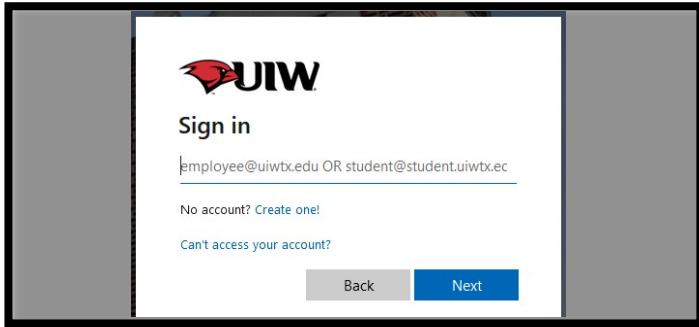 UIW
Sign in
employee@uiwtx.edu OR student@student.uiwtx.ec
No account? Create one!
Can't access your account?
Back Next